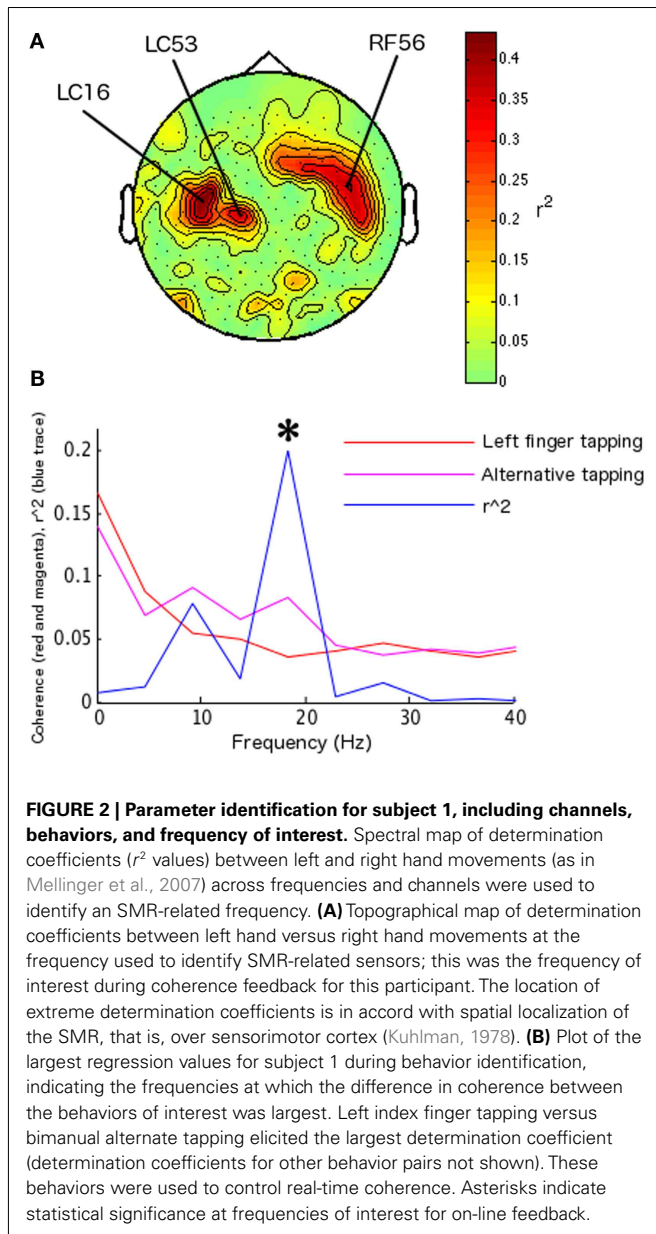 A
LC53
RF56
LC16
0.4
0.35
0.3
0.25
0.2
0.15
0.1
0.05
0
r²
B
Coherence (red and magenta), r^2 (blue trace)
0.2
0.15
0.1
0.05
0
*
Left finger tapping
Alternative tapping
r^2
0 10 20 30 40
Frequency (Hz)
FIGURE 2 | Parameter identification for subject 1, including channels,
behaviors, and frequency of interest. Spectral map of determination
coefficients (r² values) between left and right hand movements (as in
Mellinger et al., 2007) across frequencies and channels were used to
identify an SMR-related frequency. (A) Topographical map of determination
coefficients between left hand versus right hand movements at the
frequency used to identify SMR-related sensors; this was the frequency of
interest during coherence feedback for this participant. The location of
extreme determination coefficients is in accord with spatial localization of
the SMR, that is, over sensorimotor cortex (Kuhlman, 1978). (B) Plot of the
largest regression values for subject 1 during behavior identification,
indicating the frequencies at which the difference in coherence between
the behaviors of interest was largest. Left index finger tapping versus
bimanual alternate tapping elicited the largest determination coefficient
(determination coefficients for other behavior pairs not shown). These
behaviors were used to control real-time coherence. Asterisks indicate
statistical significance at frequencies of interest for on-line feedback.